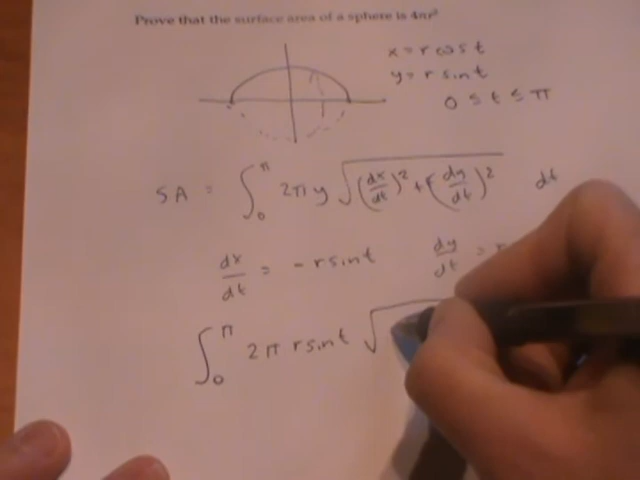 Prove that the surface area of a sphere is 4πr²
x = r cos t
y = r sin t
0 ≤ t ≤ π
SA = ∫₀^π 2π y √((dx/dt)² + (dy/dt)²) dt
dx/dt = -r sin t dy/dt = r
∫₀^π 2π r sin t √